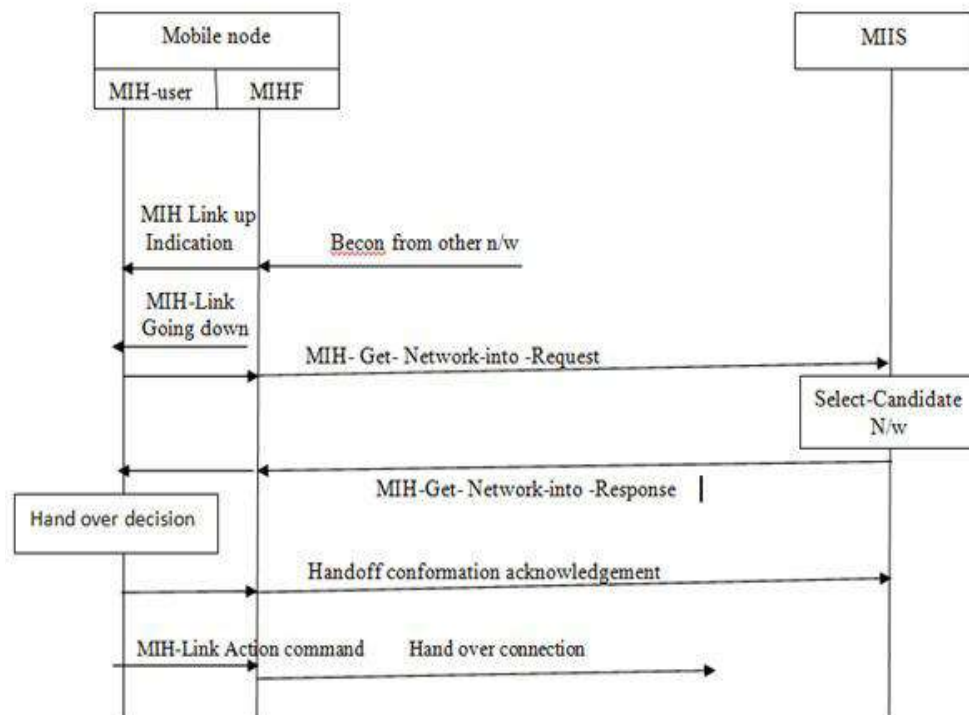 Mobile node
MIIS
MIH-user
MIHF
MIH Link up
Indication
Becon from other n/w
MIH-Link
Going down
MIH- Get- Network-into -Request
Select-Candidate
N/w
MIH-Get- Network-into -Response
Hand over decision
Handoff conformation acknowledgement
MIH-Link Action command
Hand over connection